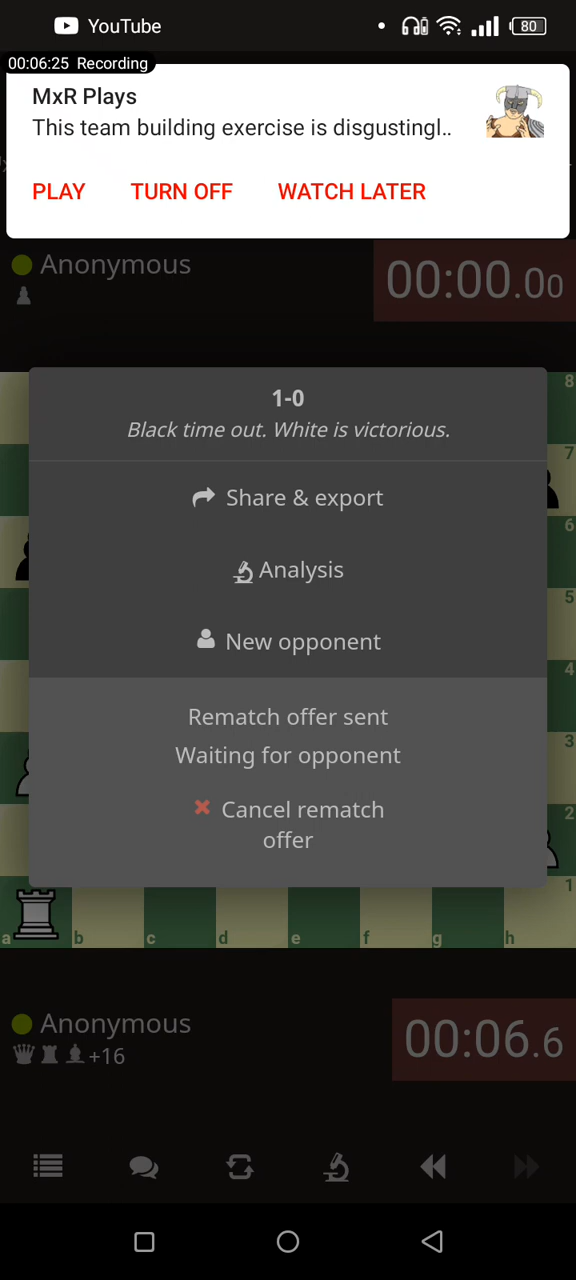 YouTube
80
00:06:25 Recording
MxR Plays
This team building exercise is disgustingl..
PLAY TURN OFF WATCH LATER
Anonymous
00:00.00
8
1-0
Black time out. White is victorious.
7
Share & export
6
Analysis
5
New opponent
4
Rematch offer sent
3
Waiting for opponent
2
Cancel rematch
offer
1
a b c d e f g h
Anonymous
00:06.6
+16